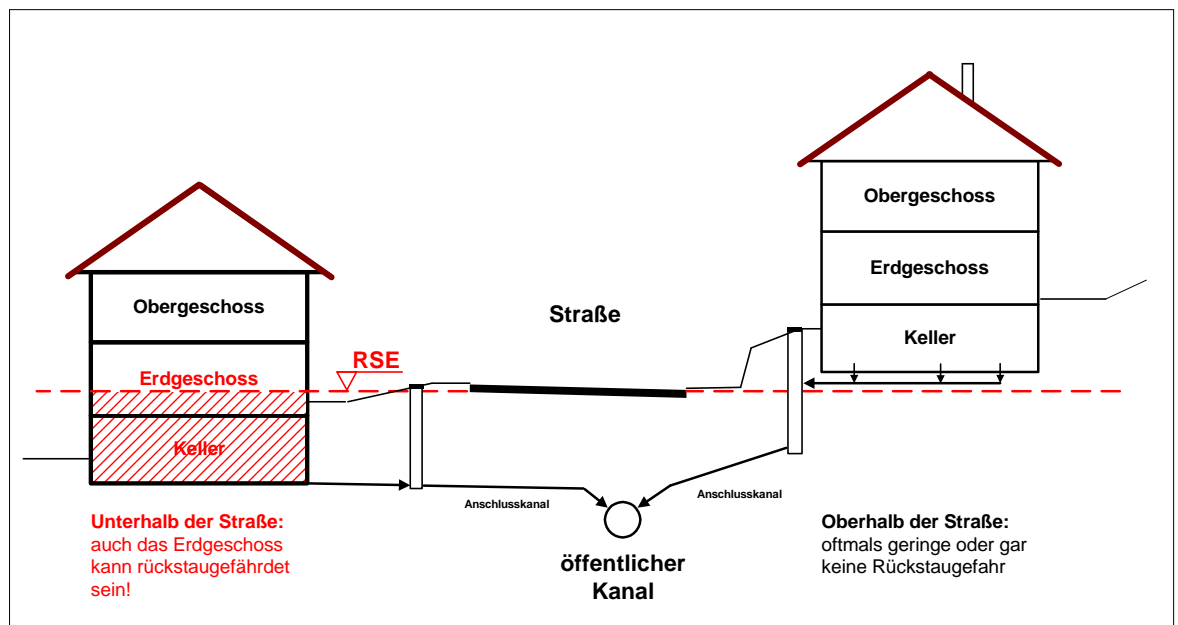 Obergeschoss
Erdgeschoss
Keller
RSE
Straße
Obergeschoss
Erdgeschoss
Keller
Anschlusskanal
Anschlusskanal
öffentlicher
Kanal
Unterhalb der Straße:
auch das Erdgeschoss
kann rückstaugefährdet
sein!
Oberhalb der Straße:
oftmals geringe oder gar
keine Rückstaugefahr